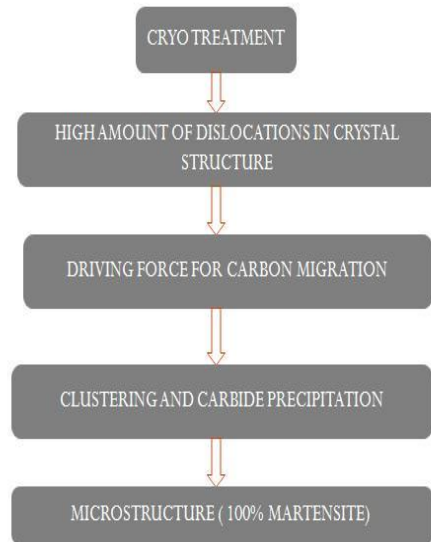 CRYO TREATMENT
HIGH AMOUNT OF DISLOCATIONS IN CRYSTAL
STRUCTURE
DRIVING FORCE FOR CARBON MIGRATION
CLUSTERING AND CARBIDE PRECIPITATION
MICROSTRUCTURE ( 100% MARTENSITE)